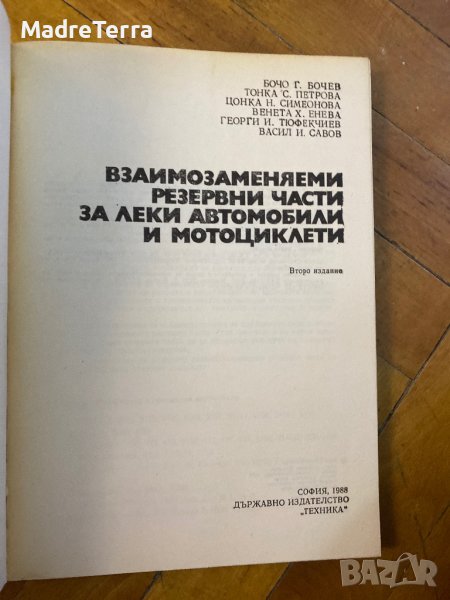 MadreTerra
БОЧО Г. БОЧЕВ
ТОНКА С. ПЕТРОВА
ЦОНКА Н. СИМЕОНОВА
ВЕНЕТА Х. ЕНЕВА
ГЕОРГИ И. ТЮФЕКЧИЕВ
ВАСИЛ И. САВОВ
ВЗАИМОЗАМЕНЯЕМИ
РЕЗЕРВНИ ЧАСТИ
ЗА ЛЕКИ АВТОМОБИЛИ
И МОТОЦИКЛЕТИ
Второ издание
СОФИЯ, 1988
ДЪРЖАВНО ИЗДАТЕЛСТВО
„ТЕХНИКА"
BAZAR